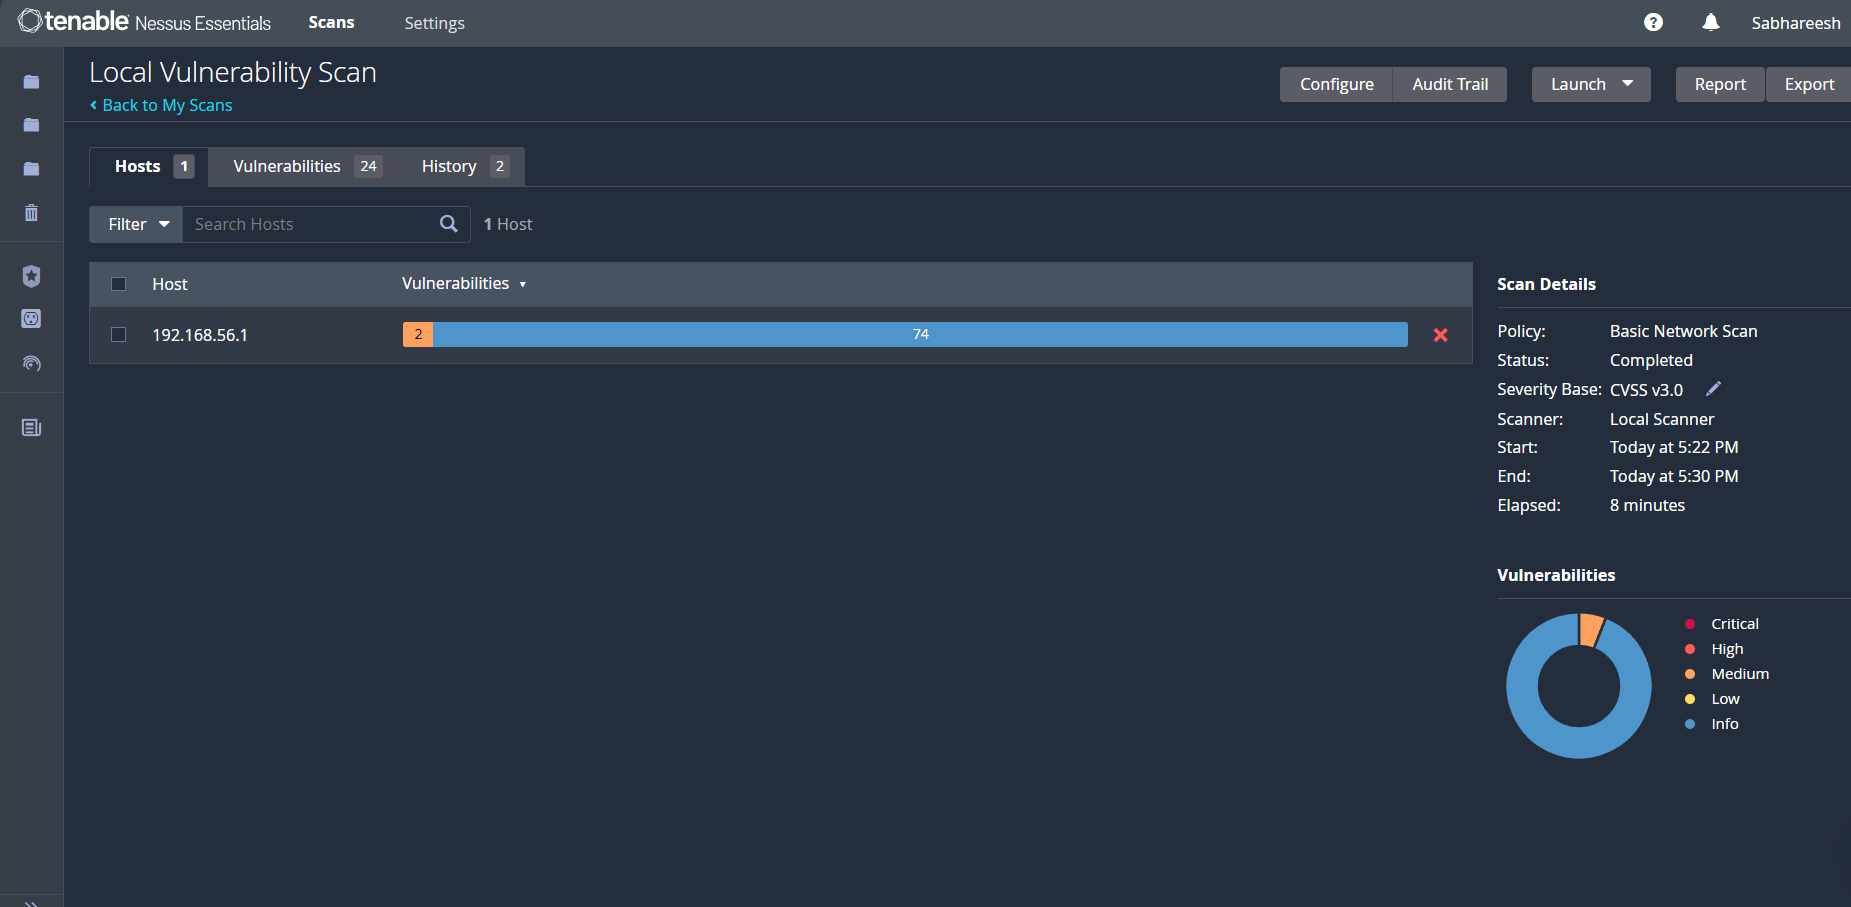 tenable Nessus Essentials Scans Settings ? Sabhareesh
Local Vulnerability Scan
Back to My Scans
Configure Audit Trail Launch Report Export
Hosts 1 Vulnerabilities 24 History 2
Filter Search Hosts 1 Host
Host Vulnerabilities
192.168.56.1 2 74
Scan Details
Policy: Basic Network Scan
Status: Completed
Severity Base: CVSS v3.0
Scanner: Local Scanner
Start: Today at 5:22 PM
End: Today at 5:30 PM
Elapsed: 8 minutes
Vulnerabilities
Critical
High
Medium
Low
Info